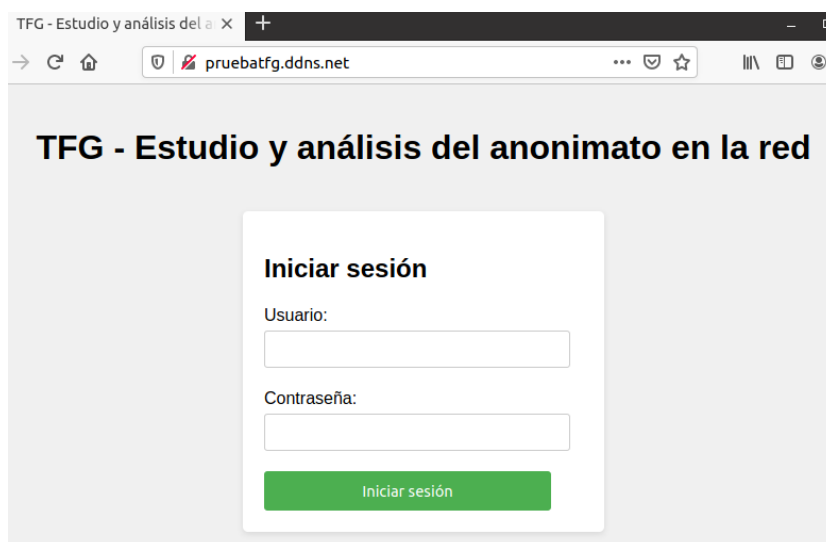 TFG - Estudio y análisis del a
pruebatfg.ddns.net
TFG - Estudio y análisis del anonimato en la red
Iniciar sesión
Usuario:
Contraseña:
Iniciar sesión